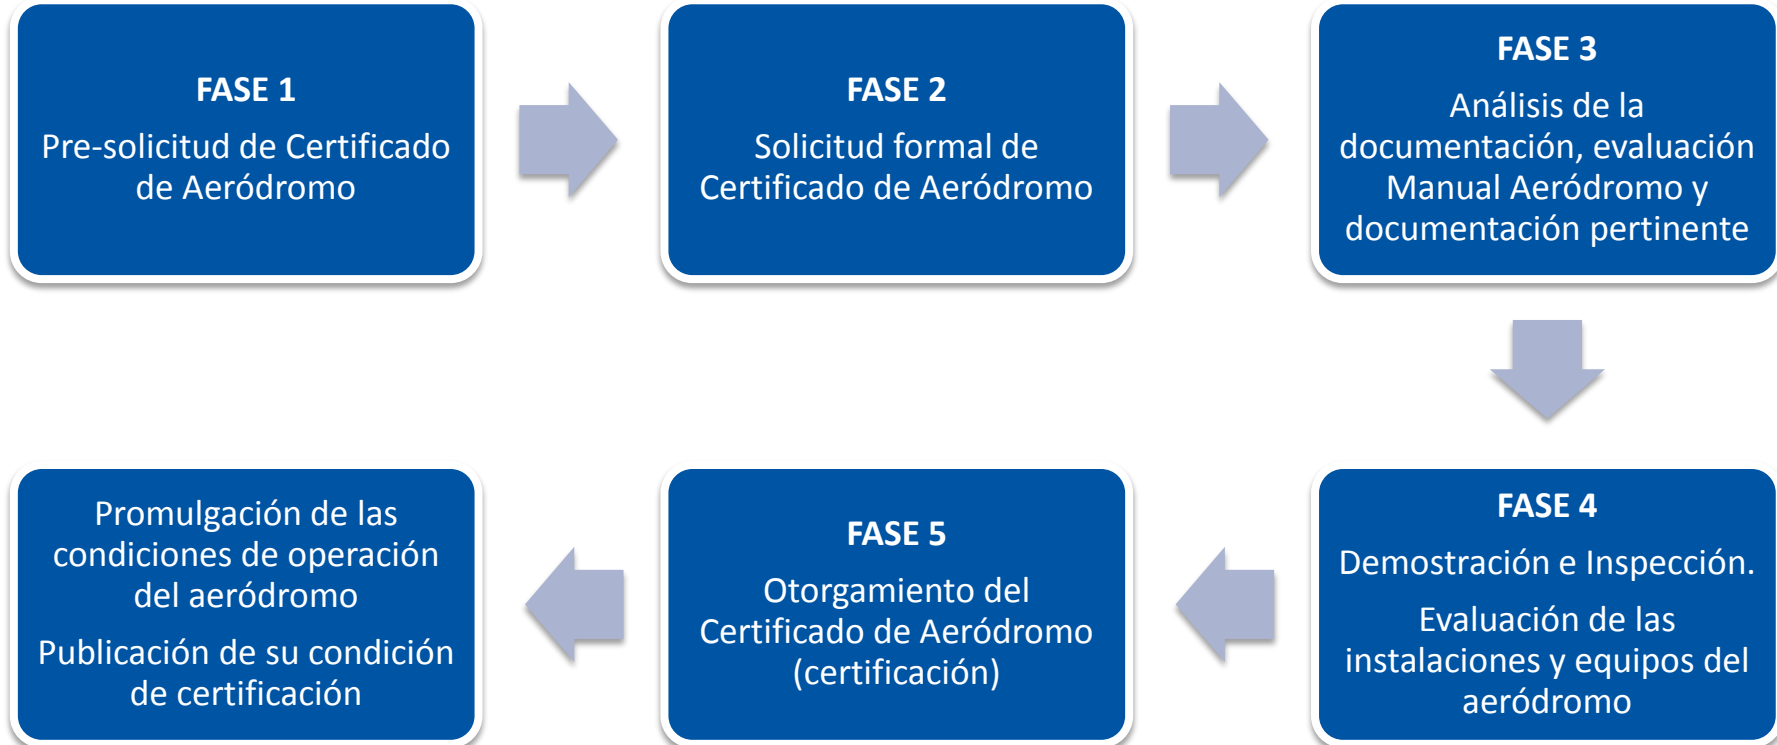 FASE 1
Pre-solicitud de Certificado
de Aeródromo
FASE 2
Solicitud formal de
Certificado de Aeródromo
FASE 3
Análisis de la
documentación, evaluación
Manual Aeródromo y
documentación pertinente
FASE 4
Demostración e Inspección.
Evaluación de las
instalaciones y equipos del
aeródromo
FASE 5
Otorgamiento del
Certificado de Aeródromo
(certificación)
Promulgación de las
condiciones de operación
del aeródromo
Publicación de su condición
de certificación